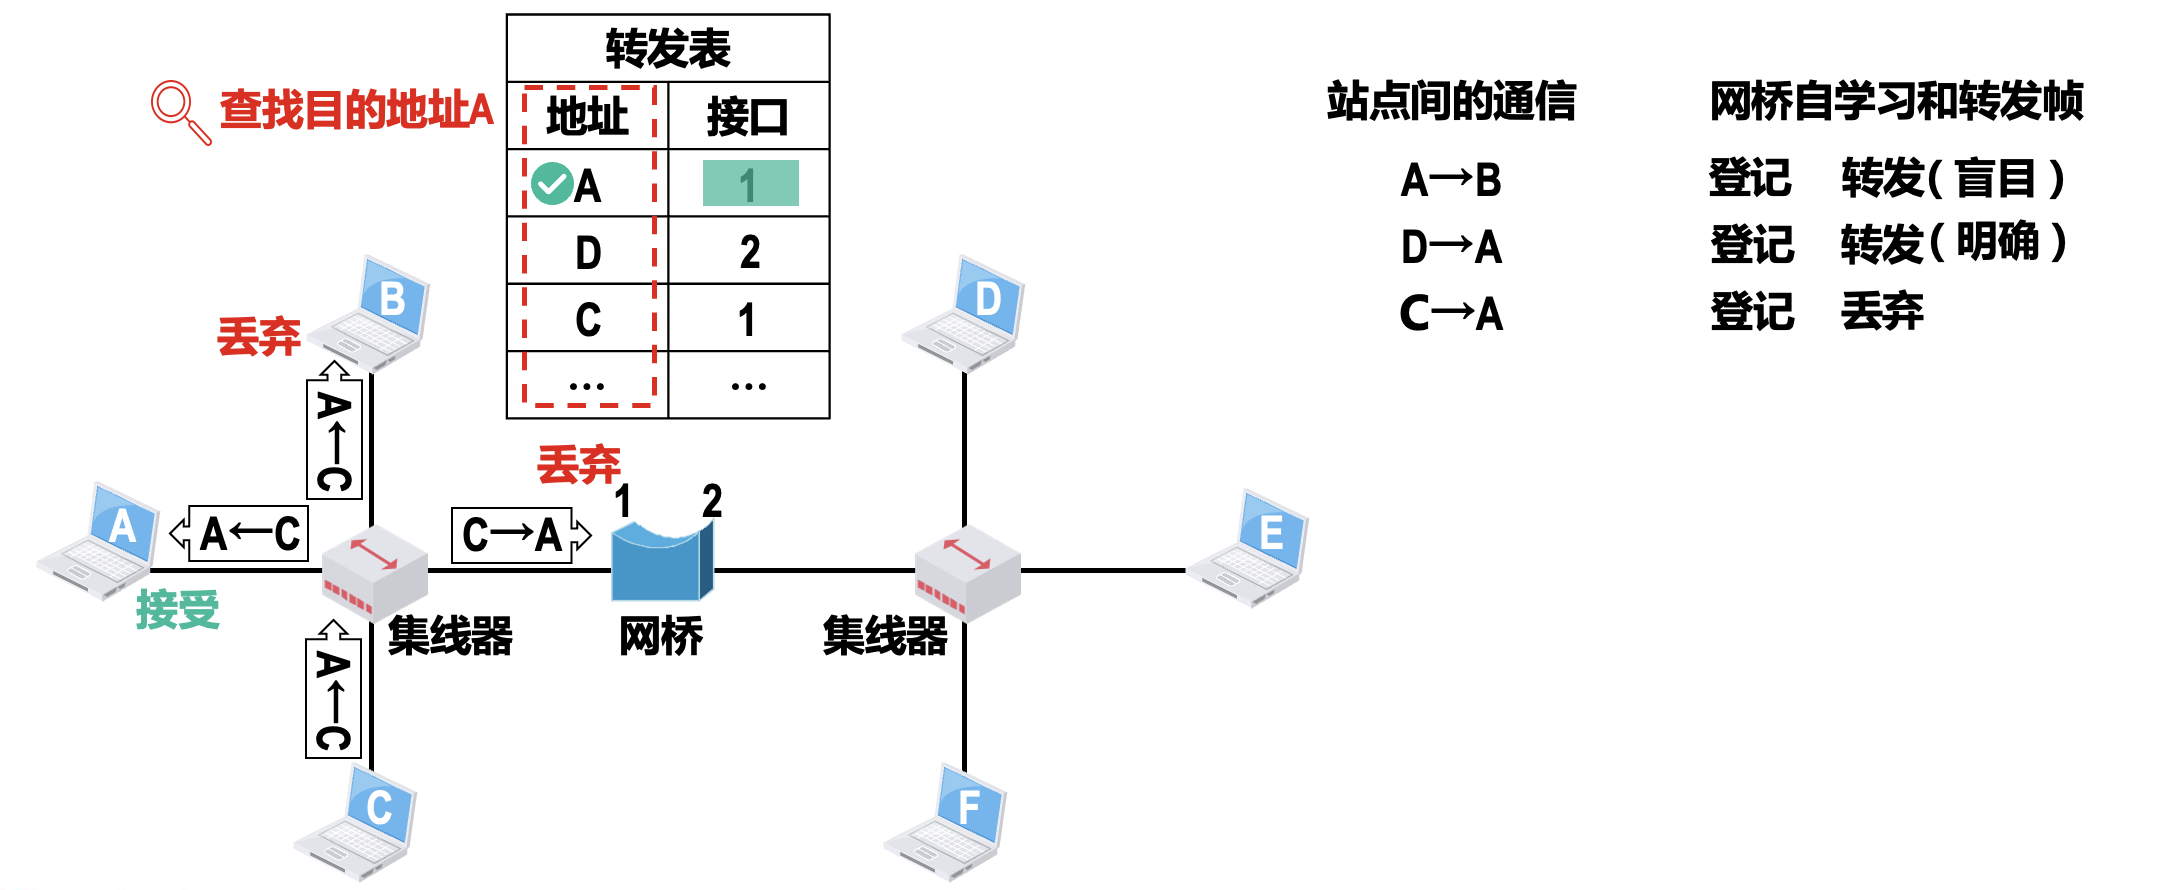 转发表
查找目的地址A
地址 接口
A 1
D 2
C 1
... ...
站点间的通信 网桥自学习和转发帧
A→B 登记 转发(盲目)
D→A 登记 转发(明确)
C→A 登记 丢弃
B
丢弃
A←C
D
丢弃
1 2
A
A←C
C→A
E
接受
集线器
网桥
集线器
A←C
C
F